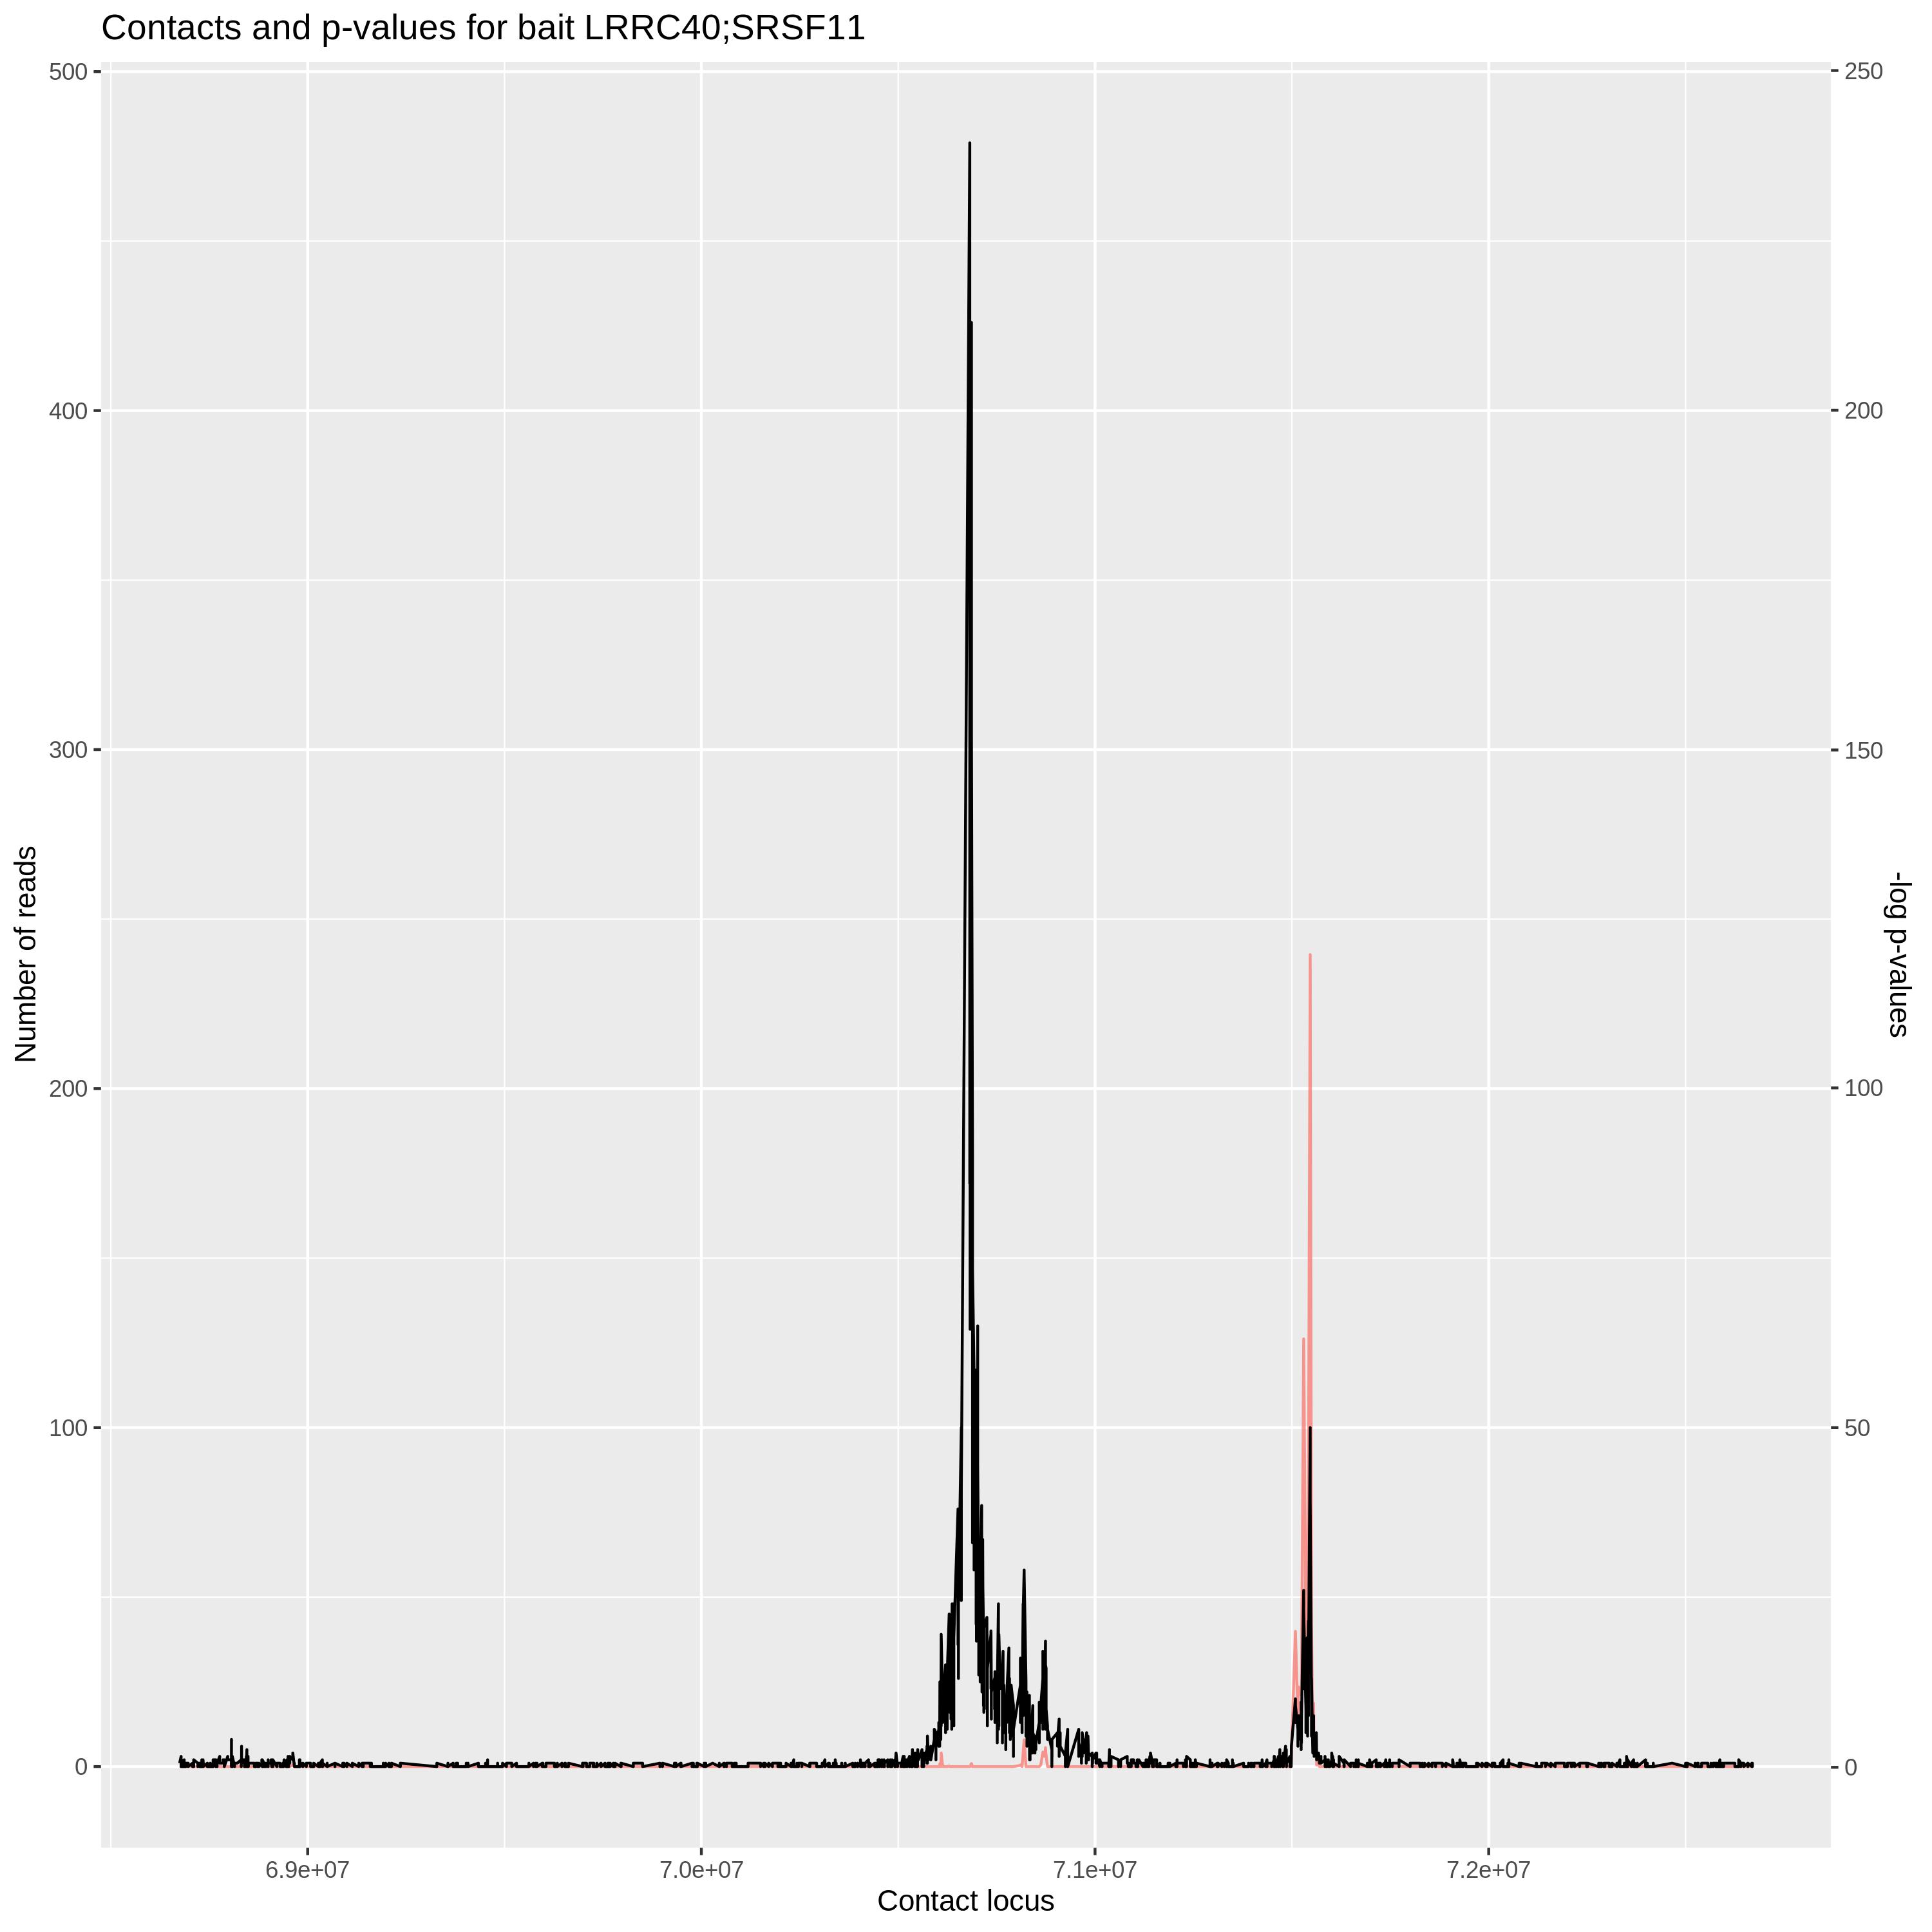 Contacts and p-values for bait LRRC40;SRSF11
500
400
300
200
100
0
Number of reads
250
200
150
100
50
0
-log p-values
6.9e+07 7.0e+07 7.1e+07 7.2e+07
Contact locus